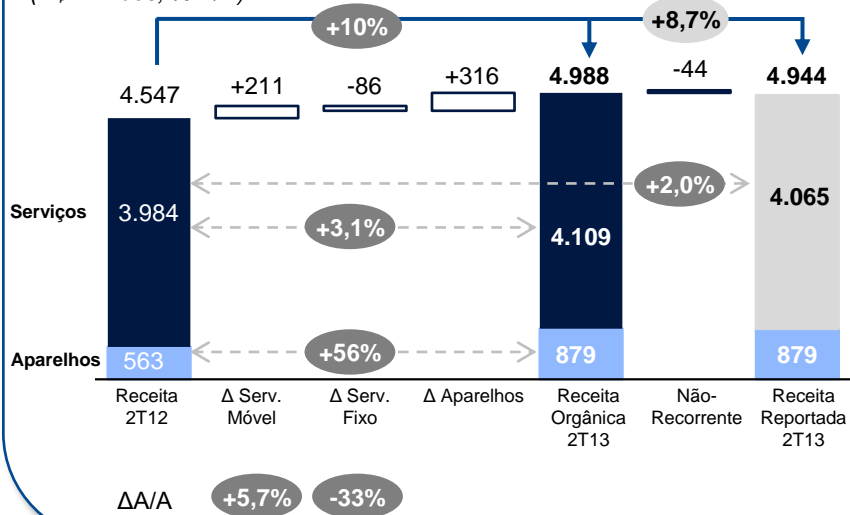 +10%
+8,7%
4.547
+211
-86
+316
4.988
-44
4.944
Serviços
3.984
+3,1%
4.109
+2,0%
4.065
Aparelhos
563
+56%
879
879
Receita
2T12
Δ Serv.
Móvel
Δ Serv.
Fixo
Δ Aparelhos
Receita
Orgânica
2T13
Não-
Recorrente
Receita
Reportada
2T13
ΔA/A
+5,7%
-33%